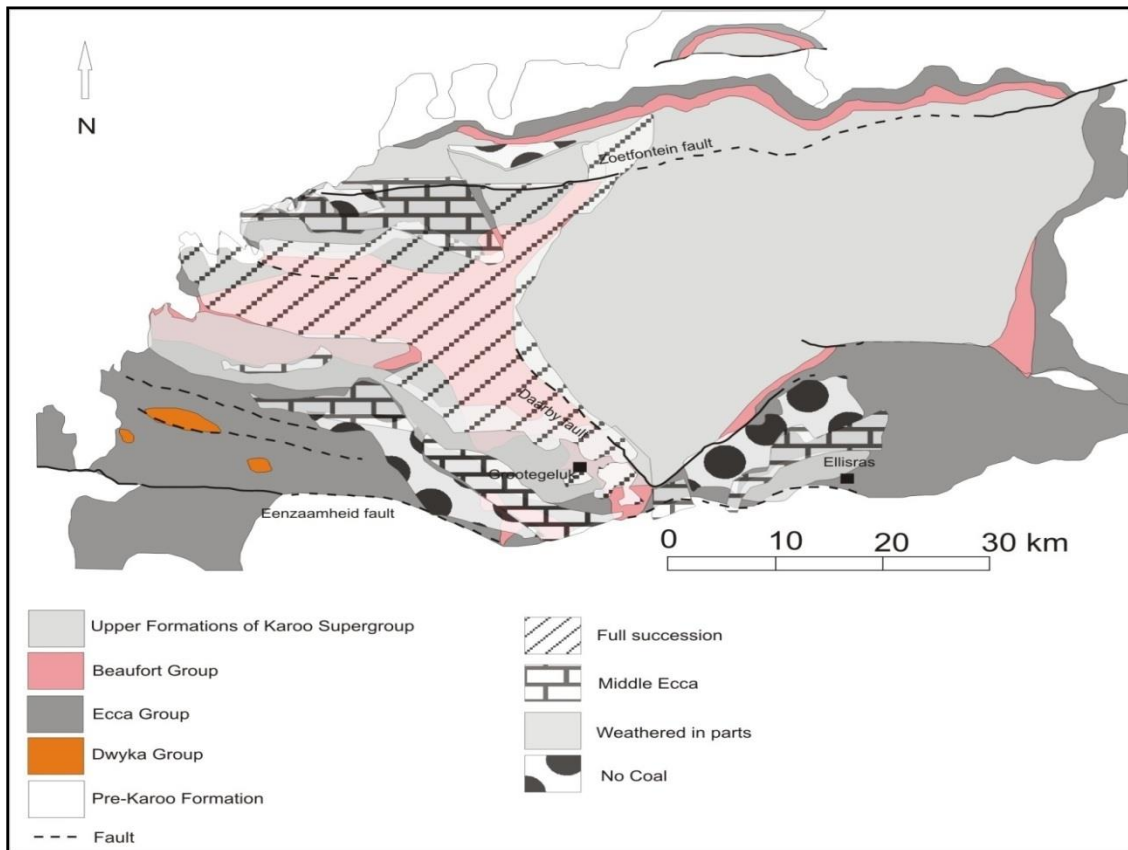 N
Zoetfontein fault
Daarby fault
Grootegeluk
Ellisras
Eenzaamheid fault
0 10 20 30 km
Upper Formations of Karoo Supergroup
Beaufort Group
Ecca Group
Dwyka Group
Pre-Karoo Formation
Fault
Full succession
Middle Ecca
Weathered in parts
No Coal